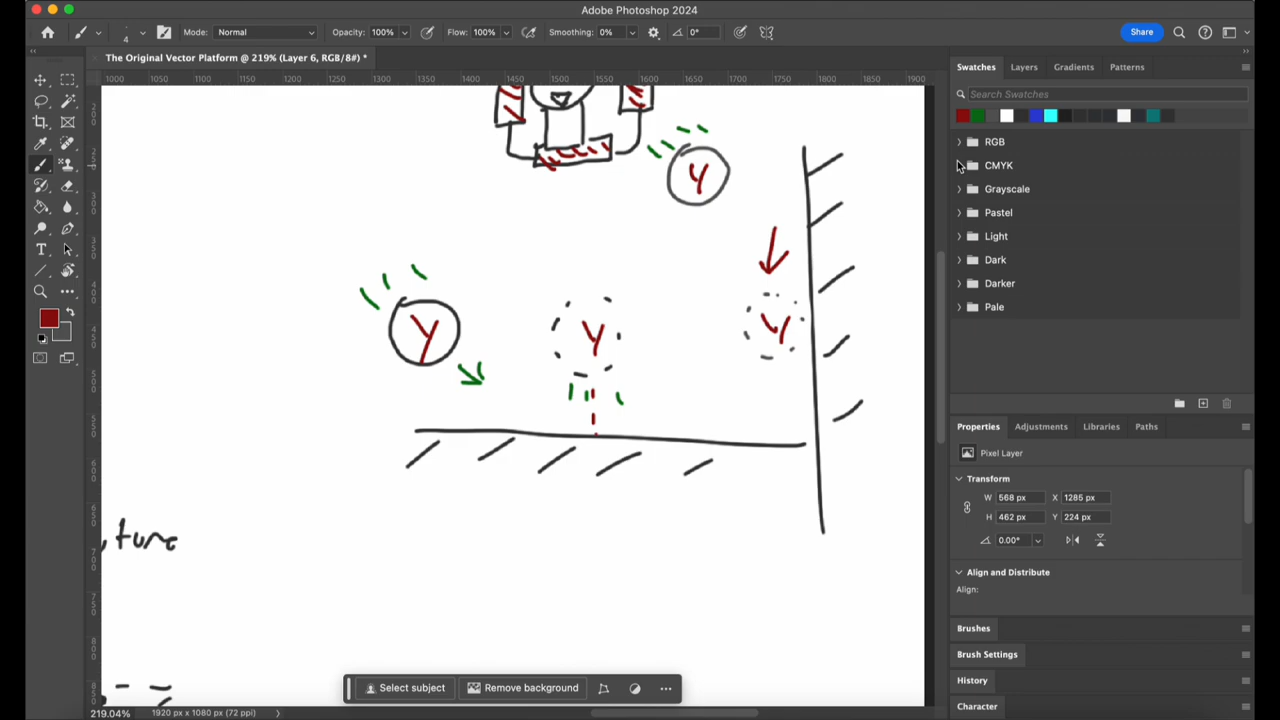 Adobe Photoshop 2024
4
Mode: Normal
Opacity: 100%
Flow: 100%
Smoothing: 0%
0°
Share
The Original Vector Platform @ 219% (Layer 6, RGB/8#) *
1000 1050 1100 1150 1200 1250 1300 1350 1400 1450 1500 1550 1600 1650 1700 1750 1800 1850 1900
Y
Y
Y
Y
ture
Swatches Layers Gradients Patterns
Search Swatches
RGB
CMYK
Grayscale
Pastel
Light
Dark
Darker
Pale
Properties Adjustments Libraries Paths
Pixel Layer
Transform
W 568 px X 1285 px
H 462 px Y 224 px
0.00°
Align and Distribute
Align:
Brushes
Brush Settings
History
Character
Select subject
Remove background
219.04%
1920 px x 1080 px (72 ppi)